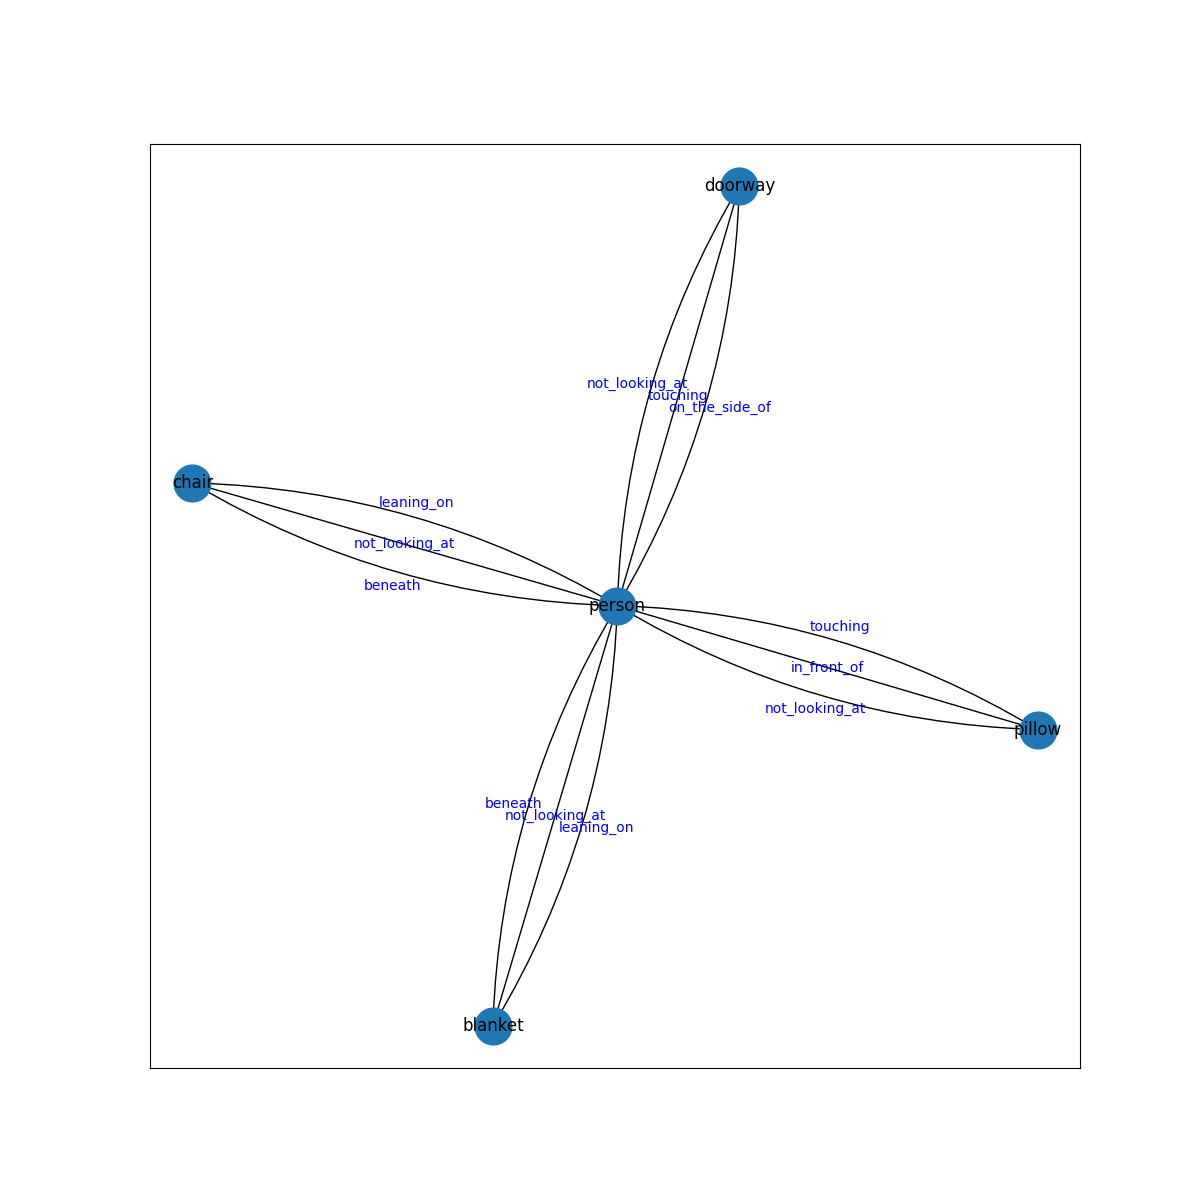 doorway
not_looking_at
touching
on_the_side_of
chair
leaning_on
not_looking_at
beneath
person
touching
in_front_of
not_looking_at
pillow
beneath
not_looking_at
leaning_on
blanket